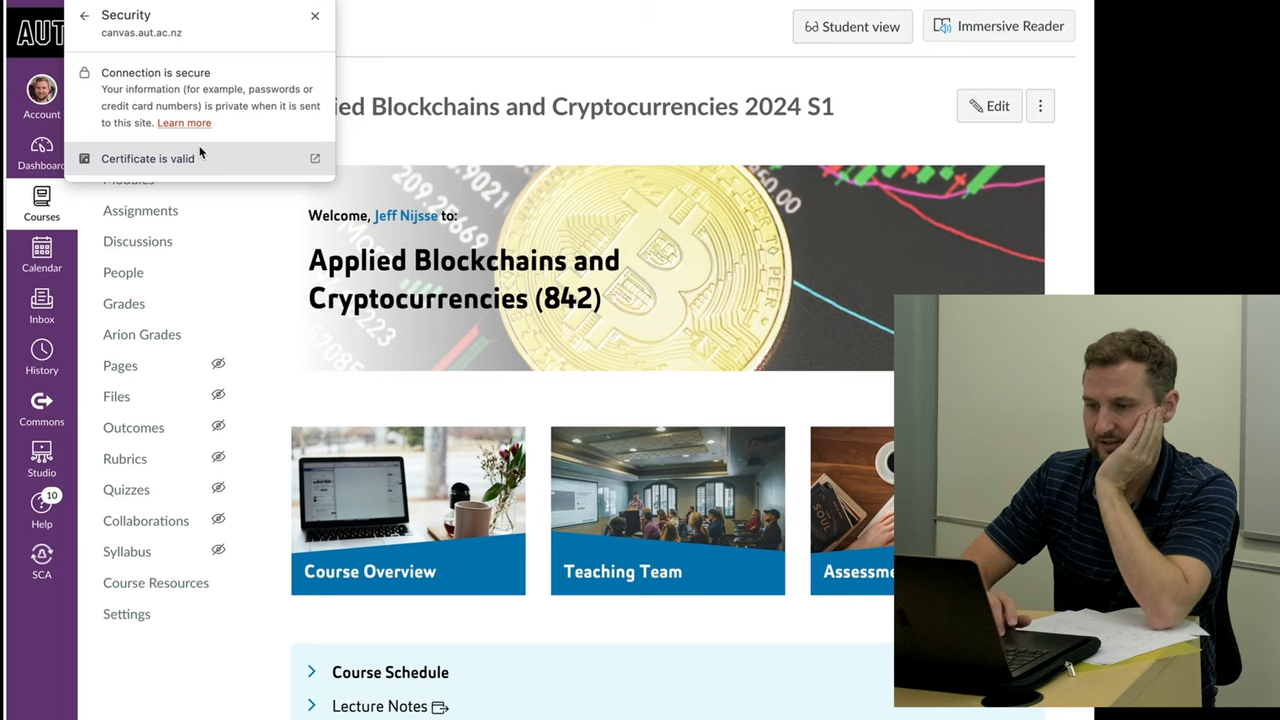 AUT
Security
canvas.aut.ac.nz
Connection is secure
Your information (for example, passwords or
credit card numbers) is private when it is sent
to this site. Learn more
Certificate is valid
Student view
Immersive Reader
ied Blockchains and Cryptocurrencies 2024 S1
Edit
Account
Dashboard
Courses
Calendar
Inbox
History
Commons
Studio
10
Help
SCA
Modules
Assignments
Discussions
People
Grades
Arion Grades
Pages
Files
Outcomes
Rubrics
Quizzes
Collaborations
Syllabus
Course Resources
Settings
Welcome, Jeff Nijsse to:
Applied Blockchains and
Cryptocurrencies (842)
Course Overview
Teaching Team
Assessme
Course Schedule
Lecture Notes